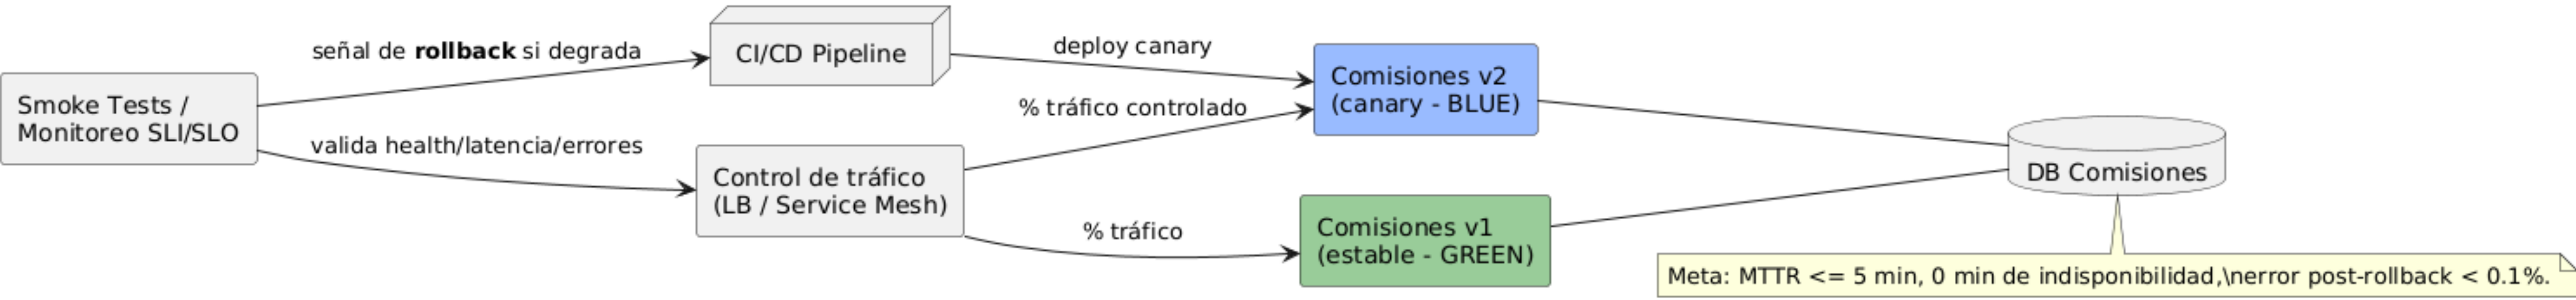 señal de rollback si degrada
CI/CD Pipeline
deploy canary
Smoke Tests /
Monitoreo SLI/SLO
valida health/latencia/errores
% tráfico controlado
Comisiones v2
(canary - BLUE)
Control de tráfico
(LB / Service Mesh)
% tráfico
Comisiones v1
(estable - GREEN)
DB Comisiones
Meta: MTTR <= 5 min, 0 min de indisponibilidad,\nerror post-rollback < 0.1%.